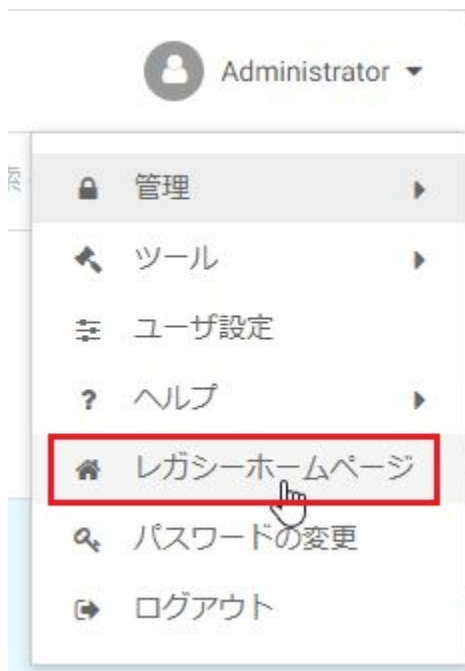 Administrator
管理
ツール
ユーザ設定
? ヘルプ
レガシーホームページ
パスワードの変更
ログアウト